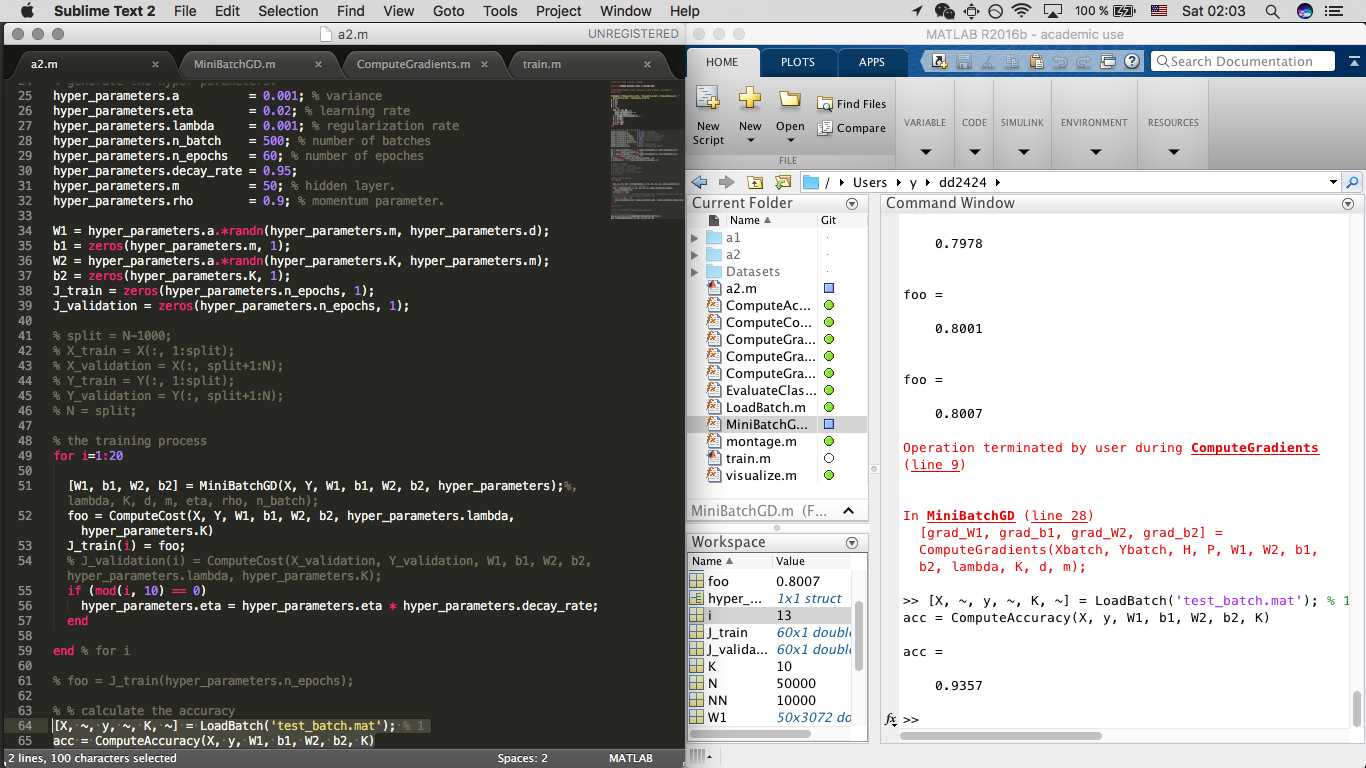 Sublime Text 2 File Edit Selection Find View Goto Tools Project Window Help 100 % Sat 02:03
a2.m UNREGISTERED
a2.m × MiniBatchGD.m × ComputeGradients.m × train.m ×
25 hyper_parameters.a = 0.001; % variance
26 hyper_parameters.eta = 0.02; % learning rate
27 hyper_parameters.lambda = 0.001; % regularization rate
28 hyper_parameters.n_batch = 500; % number of batches
29 hyper_parameters.n_epochs = 60; % number of epoches
30 hyper_parameters.decay_rate = 0.95;
31 hyper_parameters.m = 50; % hidden layer.
32 hyper_parameters.rho = 0.9; % momentum parameter.
33
34 W1 = hyper_parameters.a.*randn(hyper_parameters.m, hyper_parameters.d);
35 b1 = zeros(hyper_parameters.m, 1);
36 W2 = hyper_parameters.a.*randn(hyper_parameters.K, hyper_parameters.m);
37 b2 = zeros(hyper_parameters.K, 1);
38 J_train = zeros(hyper_parameters.n_epochs, 1);
39 J_validation = zeros(hyper_parameters.n_epochs, 1);
40
41 % split = N-1000;
42 % X_train = X(:, 1:split);
43 % X_validation = X(:, split+1:N);
44 % Y_train = Y(:, 1:split);
45 % Y_validation = Y(:, split+1:N);
46 % N = split;
47
48 % the training process
49 for i=1:20
50
51 [W1, b1, W2, b2] = MiniBatchGD(X, Y, W1, b1, W2, b2, hyper_parameters);%,
lambda, K, d, m, eta, rho, n_batch);
52 foo = ComputeCost(X, Y, W1, b1, W2, b2, hyper_parameters.lambda,
hyper_parameters.K)
53 J_train(i) = foo;
54 % J_validation(i) = ComputeCost(X_validation, Y_validation, W1, b1, W2, b2,
hyper_parameters.lambda, hyper_parameters.K);
55 if (mod(i, 10) == 0)
56 hyper_parameters.eta = hyper_parameters.eta * hyper_parameters.decay_rate;
57 end
58
59 end % for i
60
61 % foo = J_train(hyper_parameters.n_epochs);
62
63 % % calculate the accuracy
64 [X, ~, y, ~, K, ~] = LoadBatch('test_batch.mat'); % 1
65 acc = ComputeAccuracy(X, y, W1, b1, W2, b2, K)
2 lines, 100 characters selected Spaces: 2 MATLAB
MATLAB R2016b - academic use
HOME PLOTS APPS Search Documentation
New Script New Open Find Files Compare
VARIABLE CODE SIMULINK ENVIRONMENT RESOURCES
FILE
/ Users y dd2424
Current Folder
Name Git
a1
a2
Datasets
a2.m
ComputeAc...
ComputeCo...
ComputeGra...
ComputeGra...
ComputeGra...
EvaluateClas...
LoadBatch.m
MiniBatchG...
montage.m
train.m
visualize.m
MiniBatchGD.m (F...
Workspace
Name Value
foo 0.8007
hyper_... 1x1 struct
i 13
J_train 60x1 double
J_valida... 60x1 double
K 10
N 50000
NN 10000
W1 50x3072 do
Command Window
0.7978
foo =
0.8001
foo =
0.8007
Operation terminated by user during ComputeGradients
(line 9)
In MiniBatchGD (line 28)
[grad_W1, grad_b1, grad_W2, grad_b2] =
ComputeGradients(Xbatch, Ybatch, H, P, W1, W2, b1,
b2, lambda, K, d, m);
>> [X, ~, y, ~, K, ~] = LoadBatch('test_batch.mat'); % 1
acc = ComputeAccuracy(X, y, W1, b1, W2, b2, K)
acc =
0.9357
fx >>